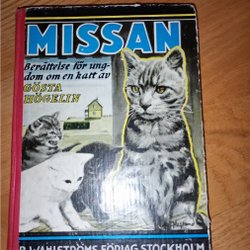 MISSAN
Berättelse för ung-
dom om en katt av
GÖSTA
HÖGELIN
B. WAHLSTRÖMS FÖRLAG STOCKHOLM